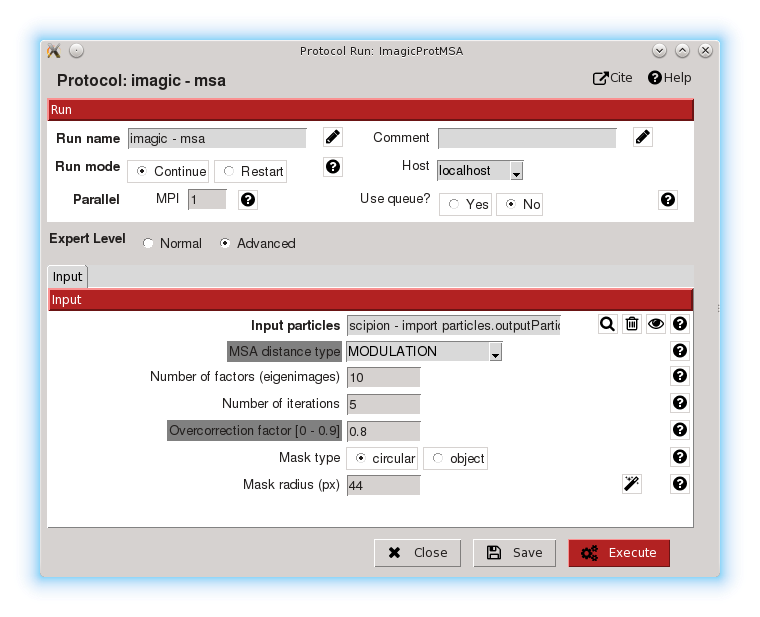 Protocol Run: ImagicProtMSA
Protocol: imagic - msa
Cite
Help
Run
Run name imagic - msa Comment
Run mode Continue Restart Host localhost
Parallel MPI 1 Use queue? Yes No
Expert Level Normal Advanced
Input
Input
Input particles scipion - import particles.outputPartic
MSA distance type MODULATION
Number of factors (eigenimages) 10
Number of iterations 5
Overcorrection factor [0 - 0.9] 0.8
Mask type circular object
Mask radius (px) 44
Close Save Execute